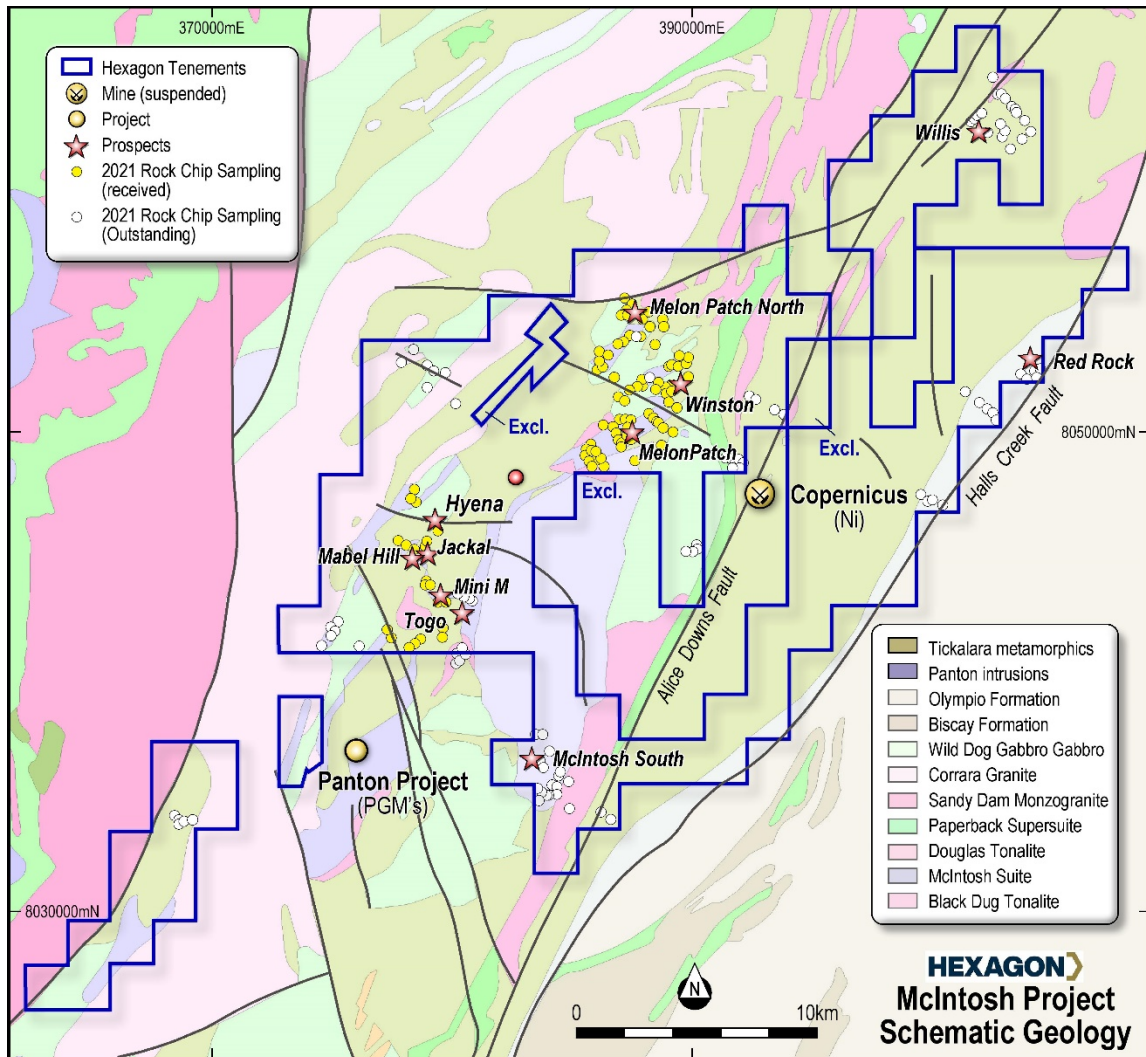 370000mE
390000mE
Hexagon Tenements
Mine (suspended)
Project
Prospects
2021 Rock Chip Sampling
(received)
2021 Rock Chip Sampling
(Outstanding)
Willis
Melon Patch North
Red Rock
Winston
Excl.
MelonPatch
Excl.
8050000mN
Excl.
Halls Creek Fault
Copernicus
(Ni)
Hyena
Jackal
Mabel Hill
Mini M
Togo
Alice Downs Fault
McIntosh South
Panton Project
(PGM's)
Tickalara metamorphics
Panton intrusions
Olympio Formation
Biscay Formation
Wild Dog Gabbro Gabbro
Corrara Granite
Sandy Dam Monzogranite
Paperback Supersuite
Douglas Tonalite
McIntosh Suite
Black Dug Tonalite
8030000mN
N
0
10km
HEXAGON
McIntosh Project
Schematic Geology